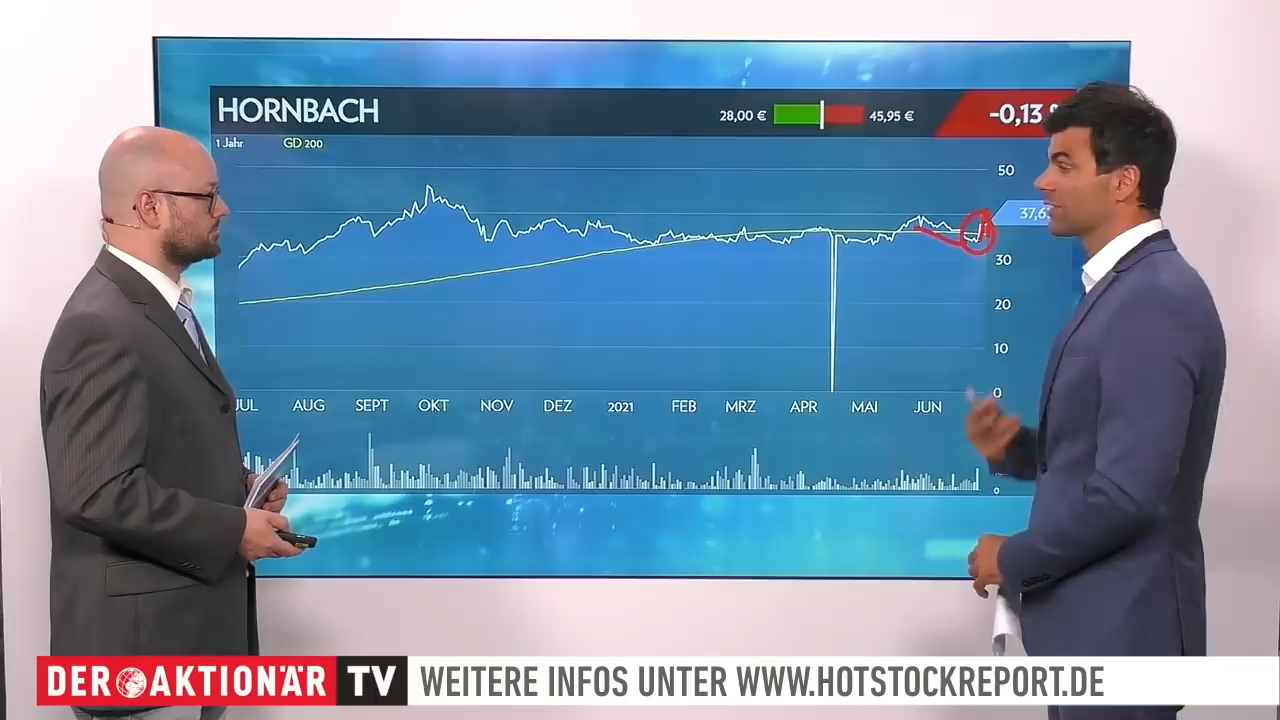 HORNBACH
28,00 € 45,95 € -0,13
1 Jahr GD 200
50
37,6
30
20
10
0
JUL AUG SEPT OKT NOV DEZ 2021 FEB MRZ APR MAI JUN
0
DER AKTIONÄR TV WEITERE INFOS UNTER WWW.HOTSTOCKREPORT.DE